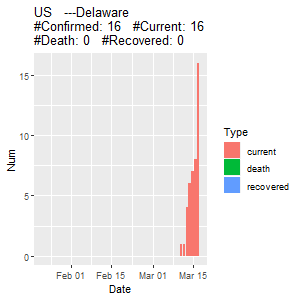 US   ---Delaware
#Confirmed: 16   #Current: 16
#Death: 0   #Recovered: 0
15
10
5
0
Num
Feb 01
Feb 15
Mar 01
Mar 15
Date
Type
current
death
recovered